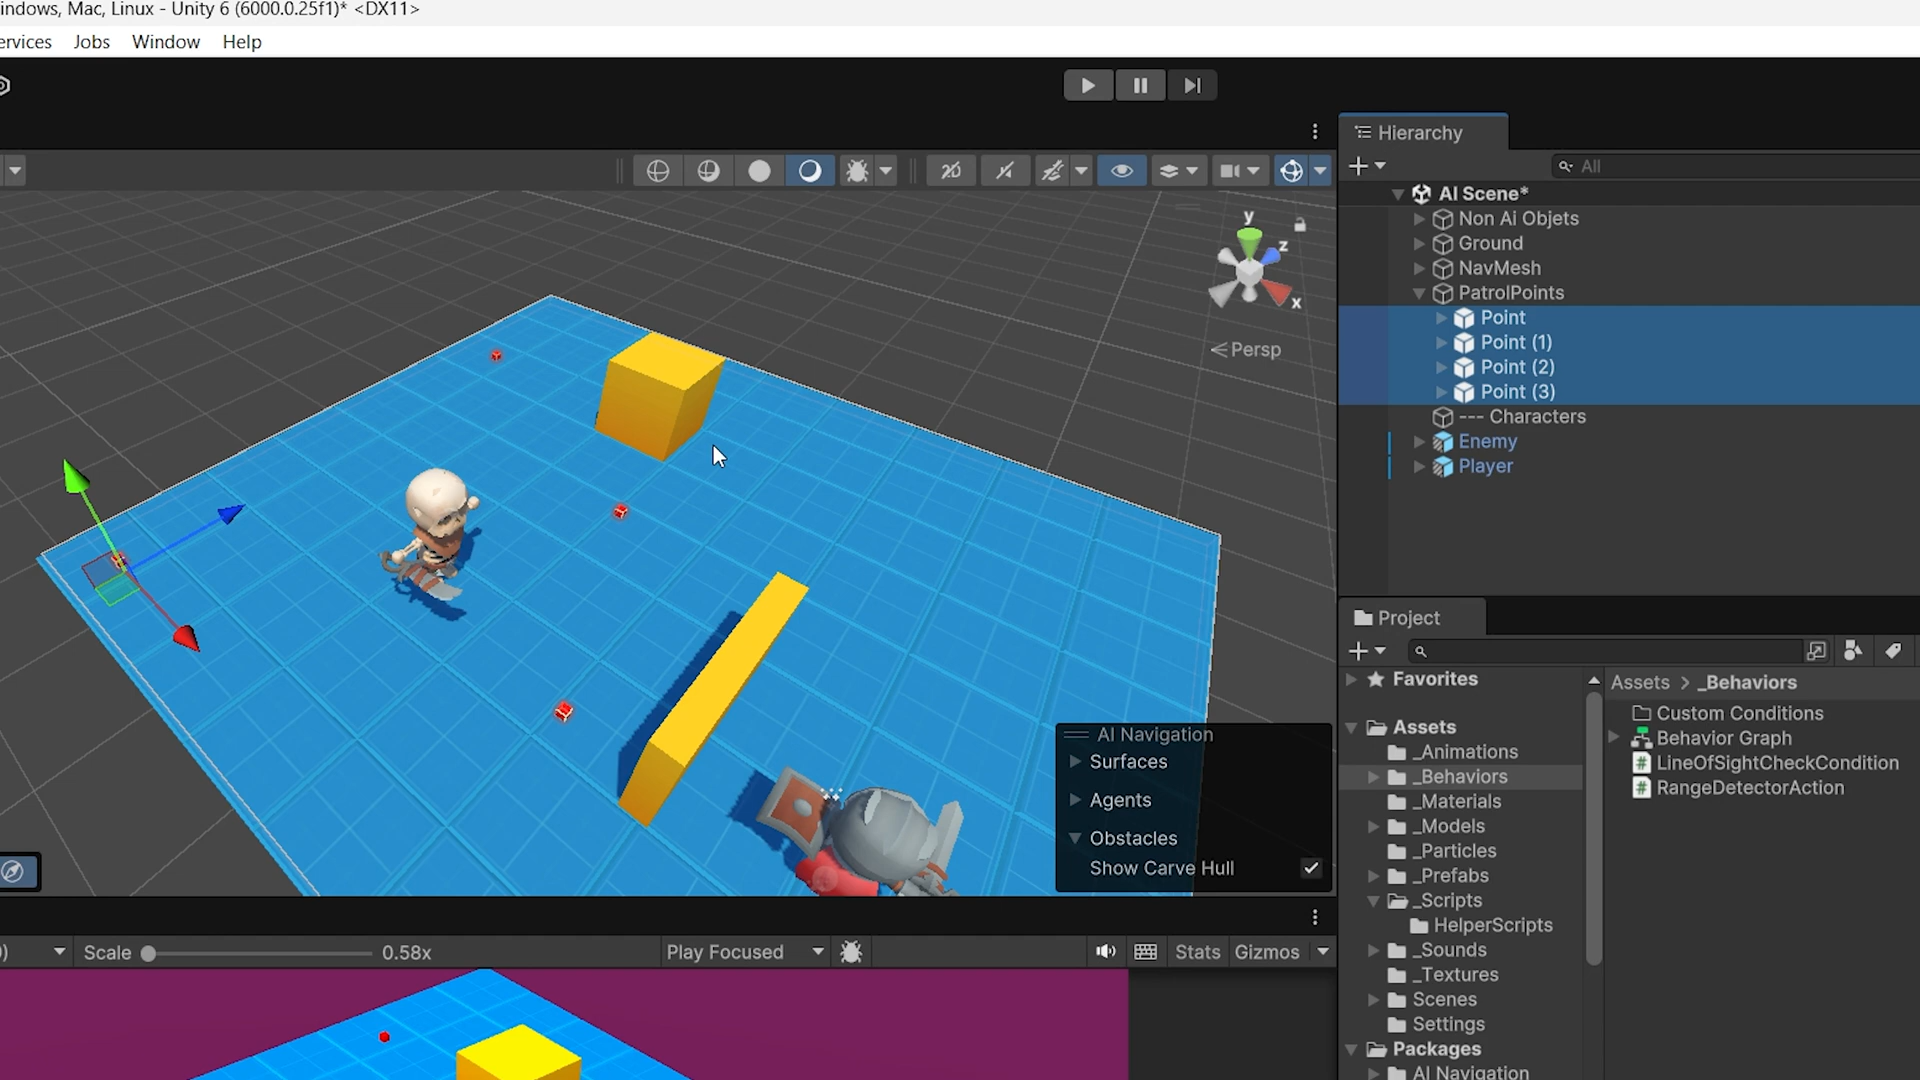 indows, Mac, Linux - Unity 6 (6000.0.25f1)* <DX11>
ervices Jobs Window Help
Hierarchy
All
2D
AI Scene*
Non Ai Objets
Ground
NavMesh
PatrolPoints
Point
Point (1)
Point (2)
Point (3)
--- Characters
Enemy
Player
y
z
x
Persp
AI Navigation
Surfaces
Agents
Obstacles
Show Carve Hull
Project
Favorites
Assets
_Animations
_Behaviors
_Materials
_Models
_Particles
_Prefabs
_Scripts
HelperScripts
_Sounds
_Textures
Scenes
Settings
Packages
AI Navigation
Assets > _Behaviors
Custom Conditions
Behavior Graph
LineOfSightCheckCondition
RangeDetectorAction
) Scale 0.58x Play Focused Stats Gizmos